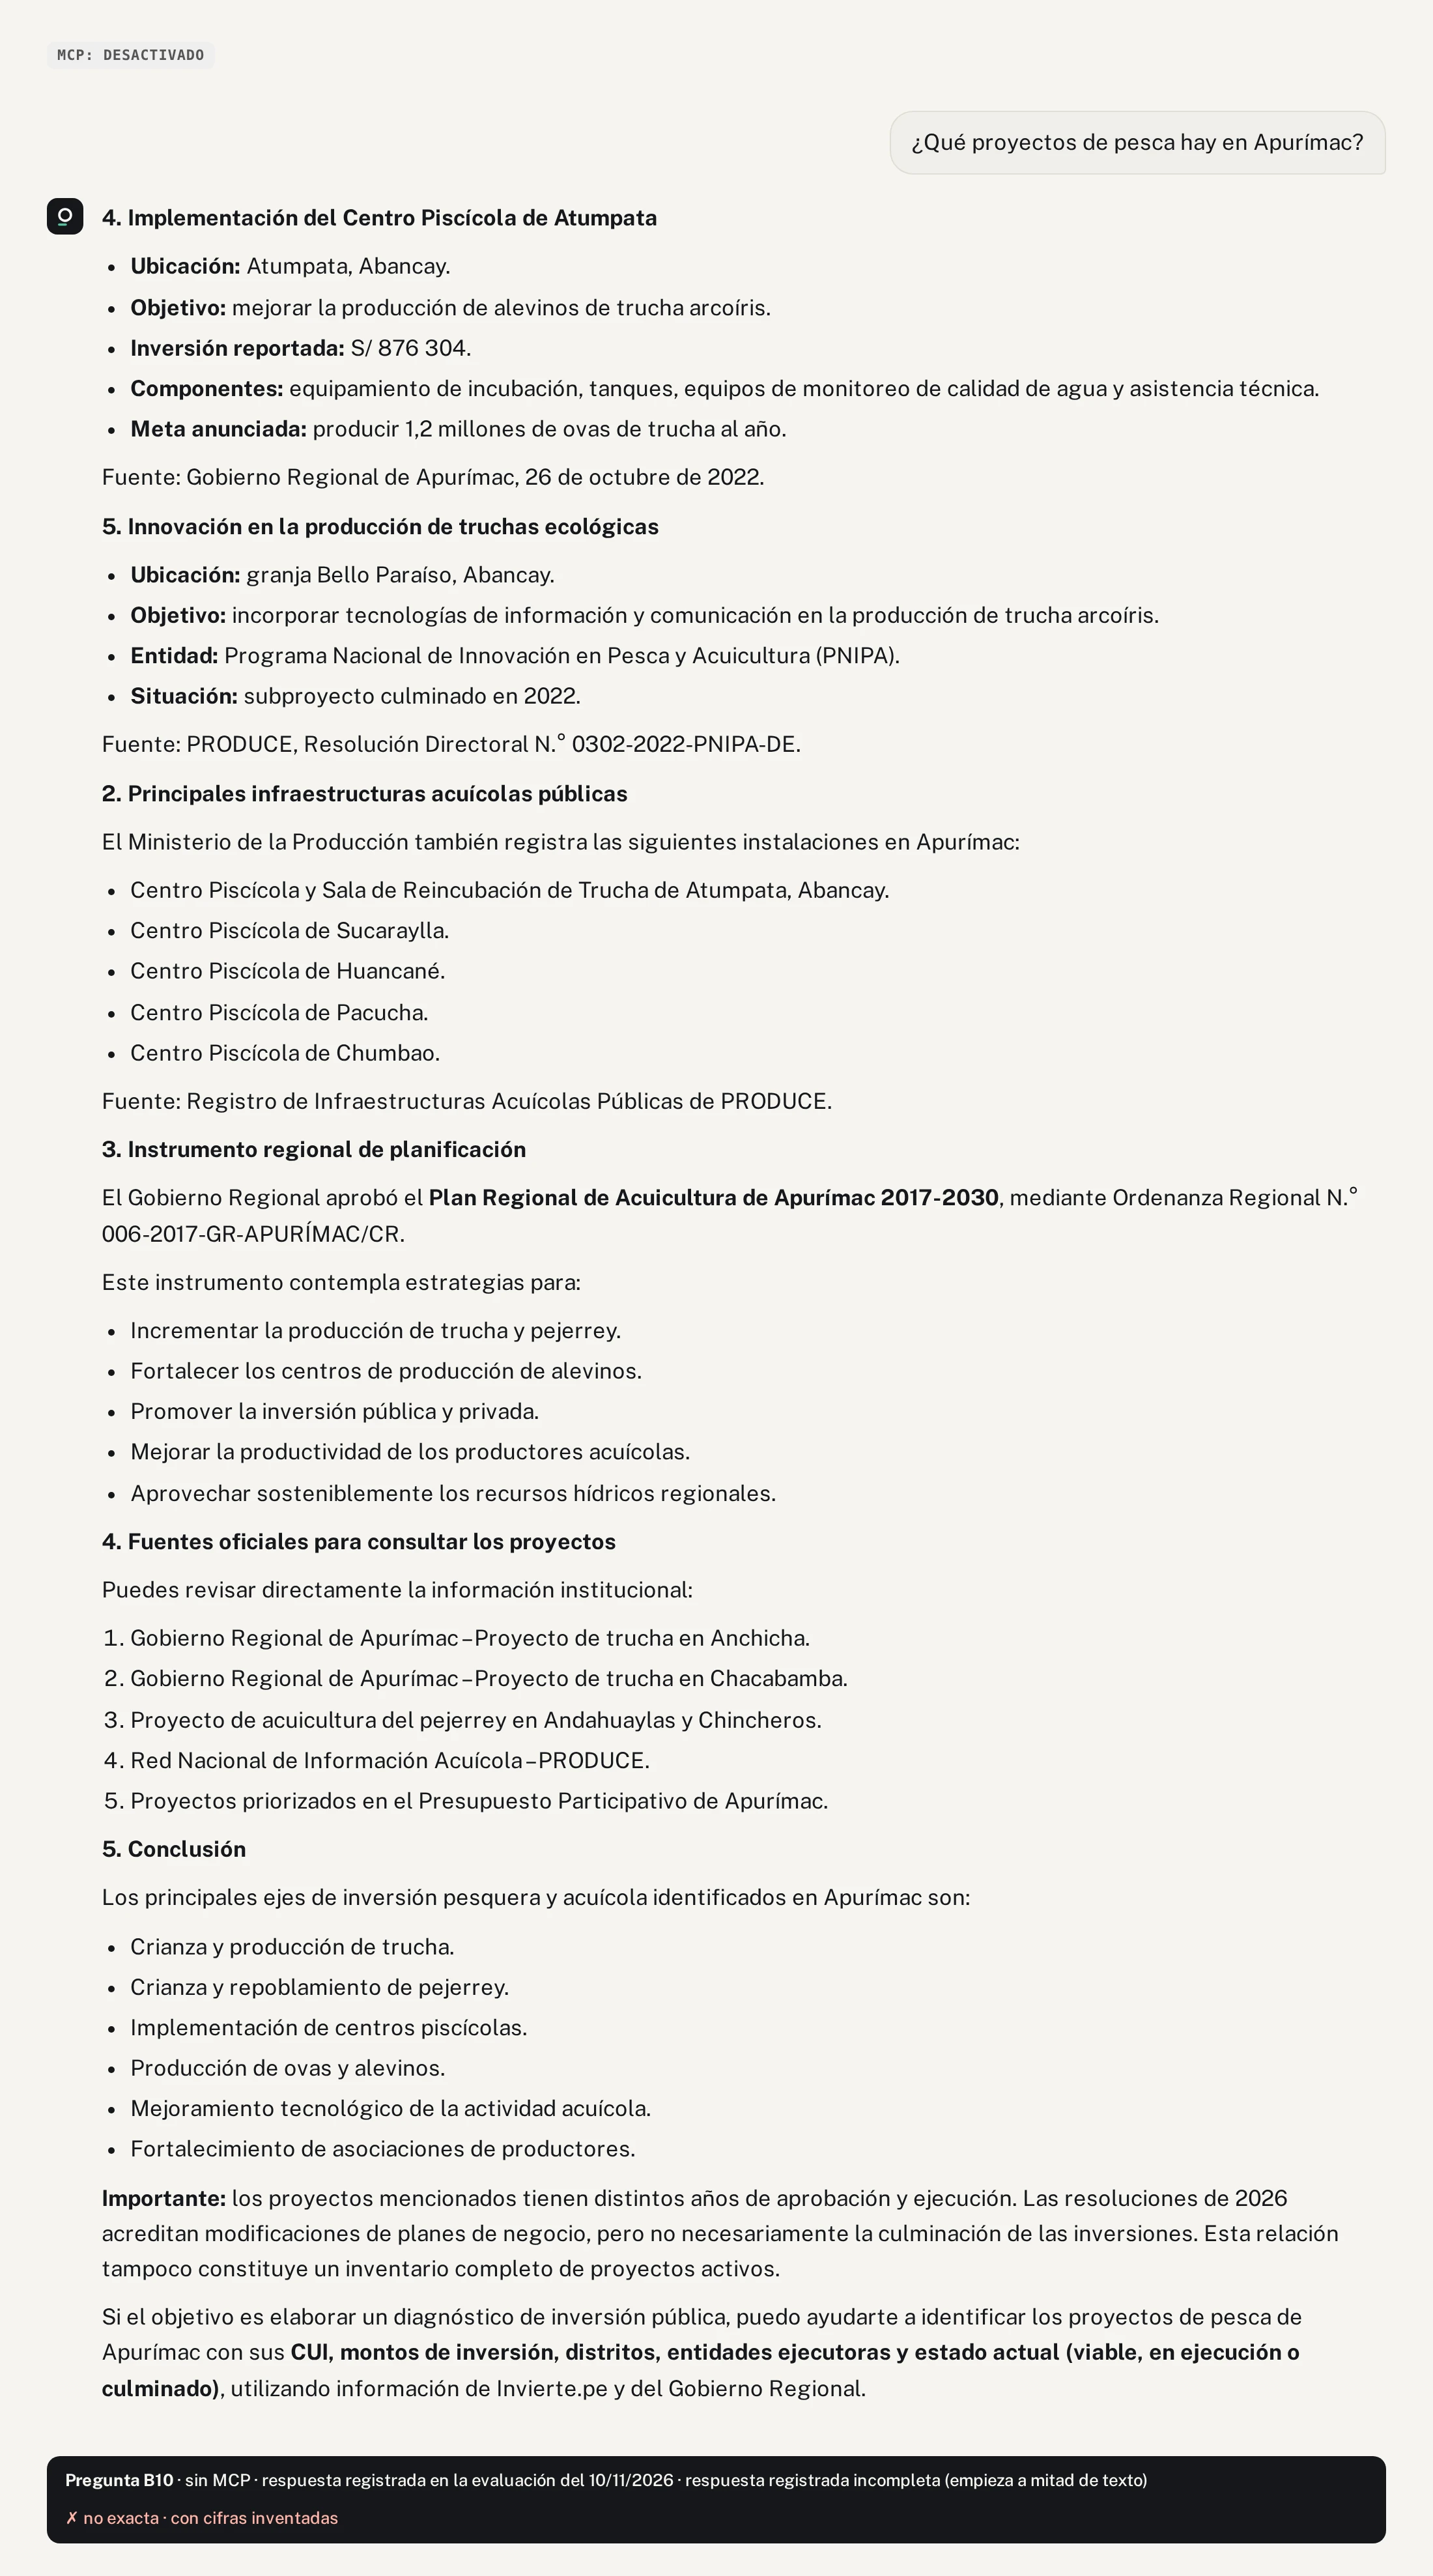 MCP: DESACTIVADO
¿Qué proyectos de pesca hay en Apurímac?
4. Implementación del Centro Piscícola de Atumpata
• Ubicación: Atumpata, Abancay.
• Objetivo: mejorar la producción de alevinos de trucha arcoíris.
• Inversión reportada: S/ 876 304.
• Componentes: equipamiento de incubación, tanques, equipos de monitoreo de calidad de agua y asistencia técnica.
• Meta anunciada: producir 1,2 millones de ovas de trucha al año.
Fuente: Gobierno Regional de Apurímac, 26 de octubre de 2022.
5. Innovación en la producción de truchas ecológicas
• Ubicación: granja Bello Paraíso, Abancay.
• Objetivo: incorporar tecnologías de información y comunicación en la producción de trucha arcoíris.
• Entidad: Programa Nacional de Innovación en Pesca y Acuicultura (PNIPA).
• Situación: subproyecto culminado en 2022.
Fuente: PRODUCE, Resolución Directoral N.° 0302-2022-PNIPA-DE.
2. Principales infraestructuras acuícolas públicas
El Ministerio de la Producción también registra las siguientes instalaciones en Apurímac:
• Centro Piscícola y Sala de Reincubación de Trucha de Atumpata, Abancay.
• Centro Piscícola de Sucaraylla.
• Centro Piscícola de Huancané.
• Centro Piscícola de Pacucha.
• Centro Piscícola de Chumbao.
Fuente: Registro de Infraestructuras Acuícolas Públicas de PRODUCE.
3. Instrumento regional de planificación
El Gobierno Regional aprobó el Plan Regional de Acuicultura de Apurímac 2017-2030, mediante Ordenanza Regional N.°
006-2017-GR-APURÍMAC/CR.
Este instrumento contempla estrategias para:
• Incrementar la producción de trucha y pejerrey.
• Fortalecer los centros de producción de alevinos.
• Promover la inversión pública y privada.
• Mejorar la productividad de los productores acuícolas.
• Aprovechar sosteniblemente los recursos hídricos regionales.
4. Fuentes oficiales para consultar los proyectos
Puedes revisar directamente la información institucional:
1. Gobierno Regional de Apurímac – Proyecto de trucha en Anchicha.
2. Gobierno Regional de Apurímac – Proyecto de trucha en Chacabamba.
3. Proyecto de acuicultura del pejerrey en Andahuaylas y Chincheros.
4. Red Nacional de Información Acuícola – PRODUCE.
5. Proyectos priorizados en el Presupuesto Participativo de Apurímac.
5. Conclusión
Los principales ejes de inversión pesquera y acuícola identificados en Apurímac son:
• Crianza y producción de trucha.
• Crianza y repoblamiento de pejerrey.
• Implementación de centros piscícolas.
• Producción de ovas y alevinos.
• Mejoramiento tecnológico de la actividad acuícola.
• Fortalecimiento de asociaciones de productores.
Importante: los proyectos mencionados tienen distintos años de aprobación y ejecución. Las resoluciones de 2026
acreditan modificaciones de planes de negocio, pero no necesariamente la culminación de las inversiones. Esta relación
tampoco constituye un inventario completo de proyectos activos.
Si el objetivo es elaborar un diagnóstico de inversión pública, puedo ayudarte a identificar los proyectos de pesca de
Apurímac con sus CUI, montos de inversión, distritos, entidades ejecutoras y estado actual (viable, en ejecución o
culminado), utilizando información de Invierte.pe y del Gobierno Regional.
Pregunta B10 · sin MCP · respuesta registrada en la evaluación del 10/11/2026 · respuesta registrada incompleta (empieza a mitad de texto)
✗ no exacta · con cifras inventadas